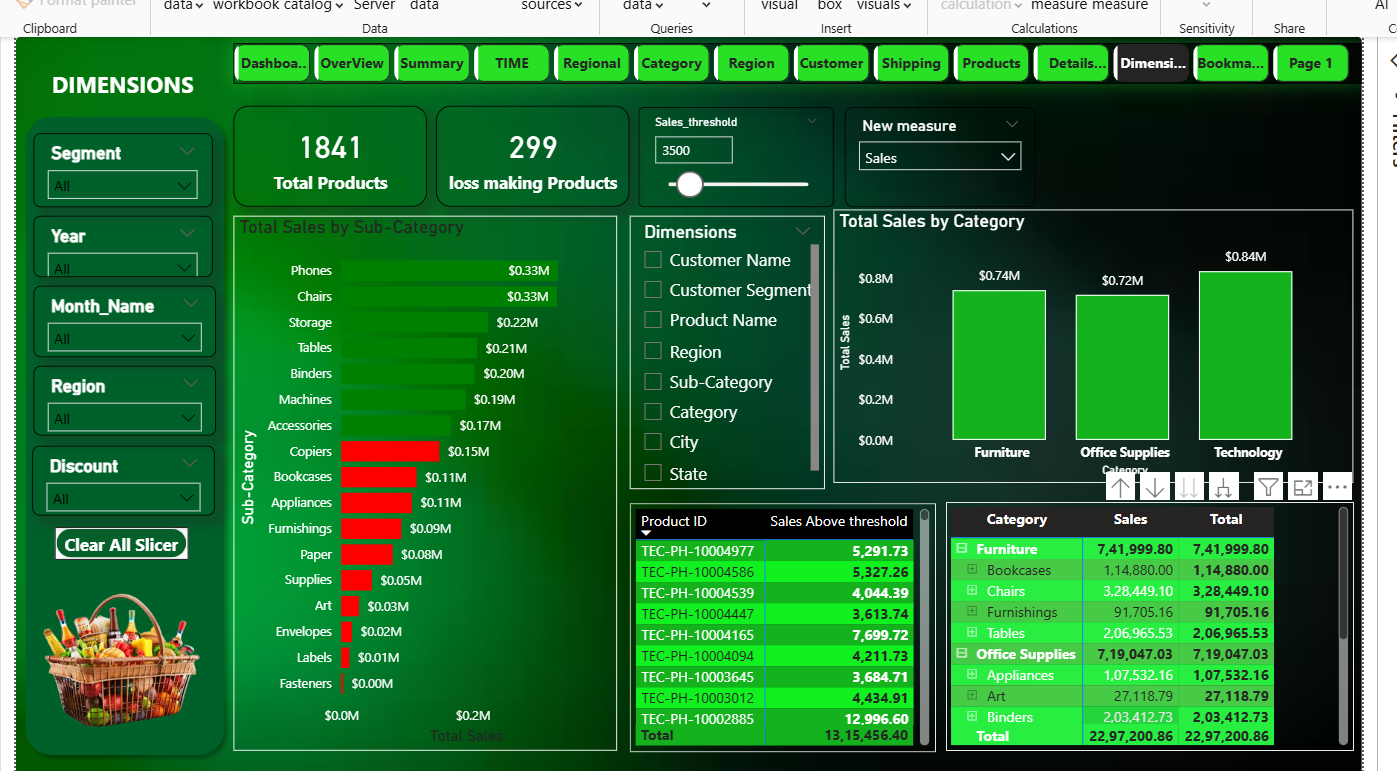 Format painter
data
workbook
catalog
Server
data
sources
data
visual
box
visuals
calculation
measure
measure
AI
Clipboard
Data
Queries
Insert
Calculations
Sensitivity
Share
DIMENSIONS
Dashboa..
OverView
Summary
TIME
Regional
Category
Region
Customer
Shipping
Products
Details...
Dimensi...
Bookma...
Page 1
Segment
All
Year
All
Month_Name
All
Region
All
Discount
All
Clear All Slicer
1841
Total Products
299
loss making Products
Sales_threshold
3500
New measure
Sales
Total Sales by Sub-Category
Sub-Category
Phones $0.33M
Chairs $0.33M
Storage $0.22M
Tables $0.21M
Binders $0.20M
Machines $0.19M
Accessories $0.17M
Copiers $0.15M
Bookcases $0.11M
Appliances $0.11M
Furnishings $0.09M
Paper $0.08M
Supplies $0.05M
Art $0.03M
Envelopes $0.02M
Labels $0.01M
Fasteners $0.00M
$0.0M $0.2M
Total Sales
Dimensions
Customer Name
Customer Segment
Product Name
Region
Sub-Category
Category
City
State
Total Sales by Category
Total Sales
$0.8M
$0.6M
$0.4M
$0.2M
$0.0M
$0.74M
$0.72M
$0.84M
Furniture Office Supplies Technology
Category
Product ID Sales Above threshold
TEC-PH-10004977 5,291.73
TEC-PH-10004586 5,327.26
TEC-PH-10004539 4,044.39
TEC-PH-10004447 3,613.74
TEC-PH-10004165 7,699.72
TEC-PH-10004094 4,211.73
TEC-PH-10003645 3,684.71
TEC-PH-10003012 4,434.91
TEC-PH-10002885 12,996.60
Total 13,15,456.40
Category Sales Total
Furniture 7,41,999.80 7,41,999.80
Bookcases 1,14,880.00 1,14,880.00
Chairs 3,28,449.10 3,28,449.10
Furnishings 91,705.16 91,705.16
Tables 2,06,965.53 2,06,965.53
Office Supplies 7,19,047.03 7,19,047.03
Appliances 1,07,532.16 1,07,532.16
Art 27,118.79 27,118.79
Binders 2,03,412.73 2,03,412.73
Total 22,97,200.86 22,97,200.86